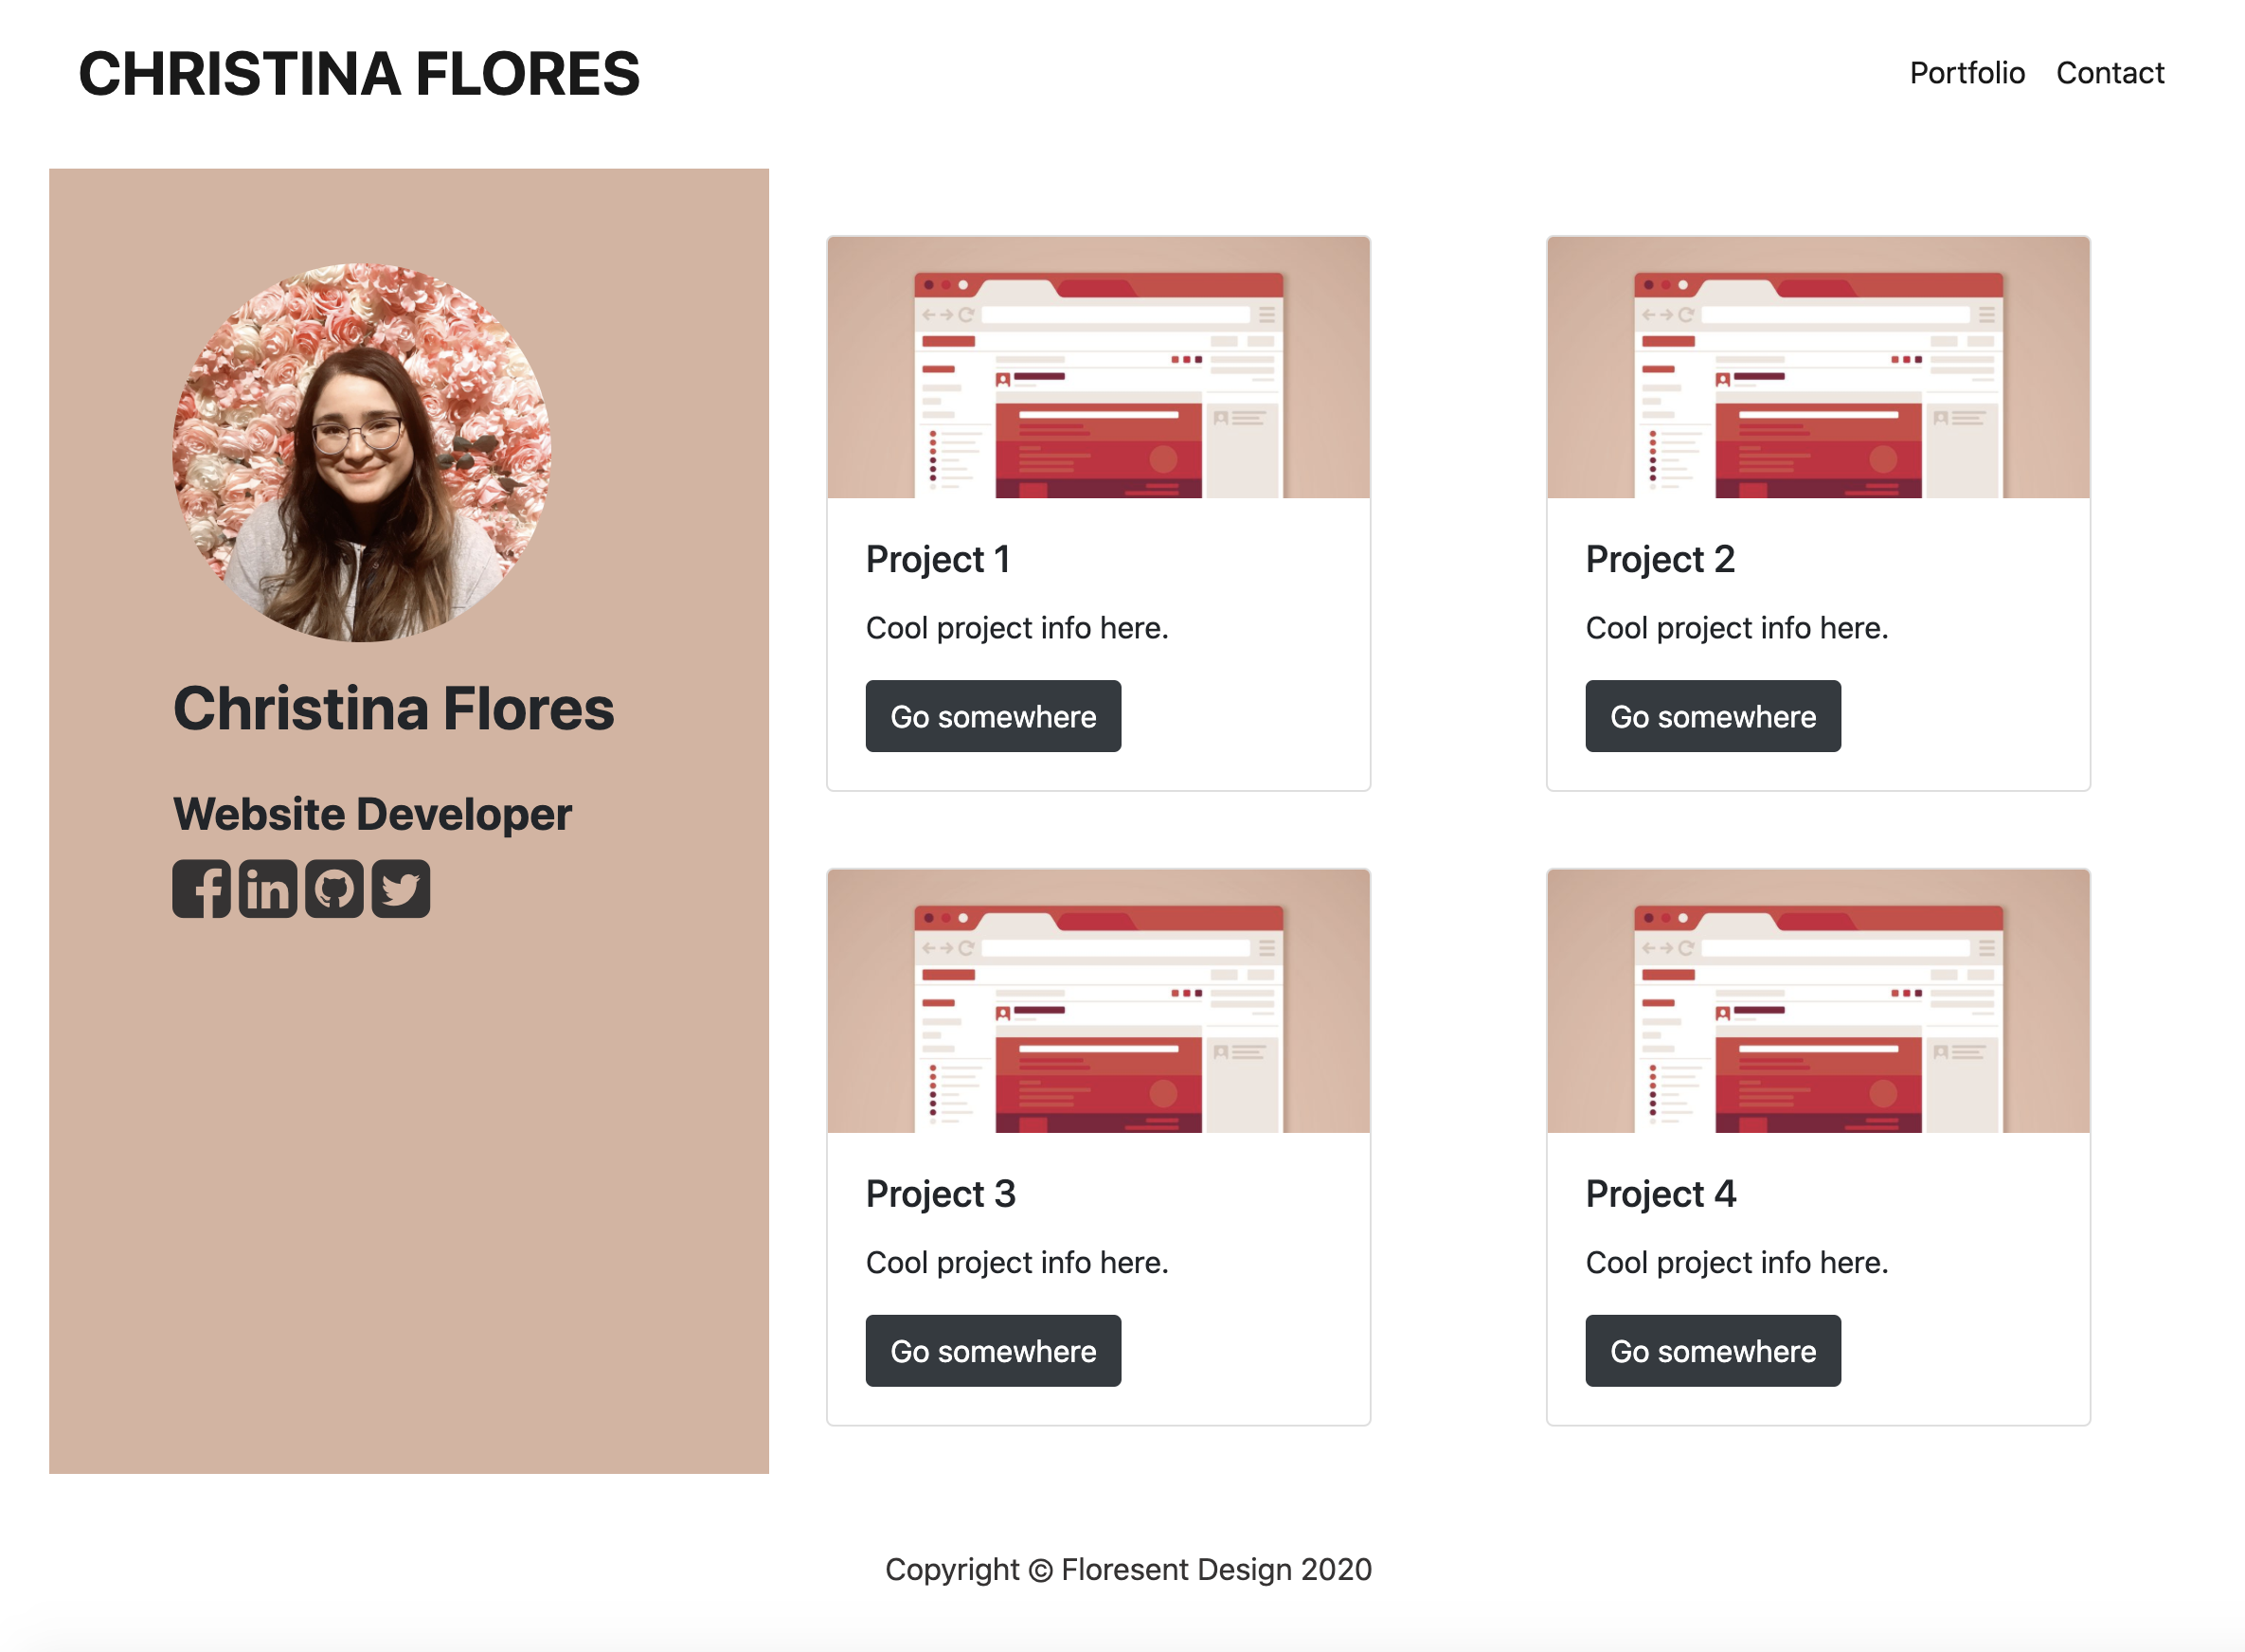 CHRISTINA FLORES
Portfolio
Contact
Christina Flores
Website Developer
Project 1
Cool project info here.
Go somewhere
Project 2
Cool project info here.
Go somewhere
Project 3
Cool project info here.
Go somewhere
Project 4
Cool project info here.
Go somewhere
Copyright © Floresent Design 2020